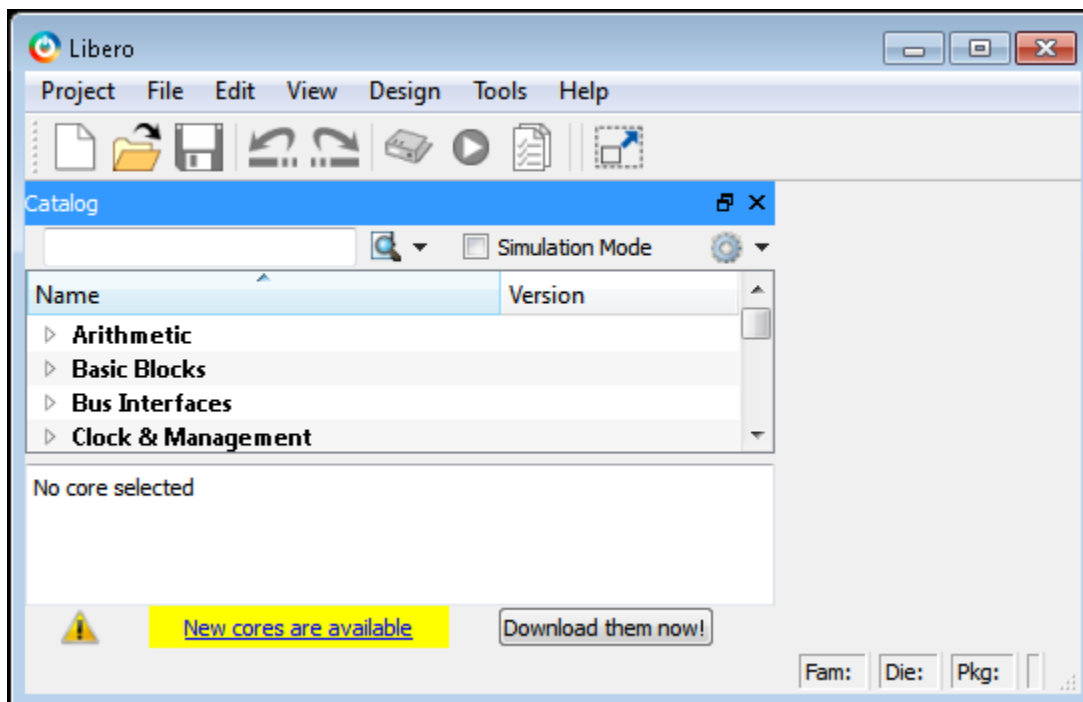 Libero
Project File Edit View Design Tools Help
Catalog
Simulation Mode
Name Version
Arithmetic
Basic Blocks
Bus Interfaces
Clock & Management
No core selected
New cores are available Download them now!
Fam: Die: Pkg: